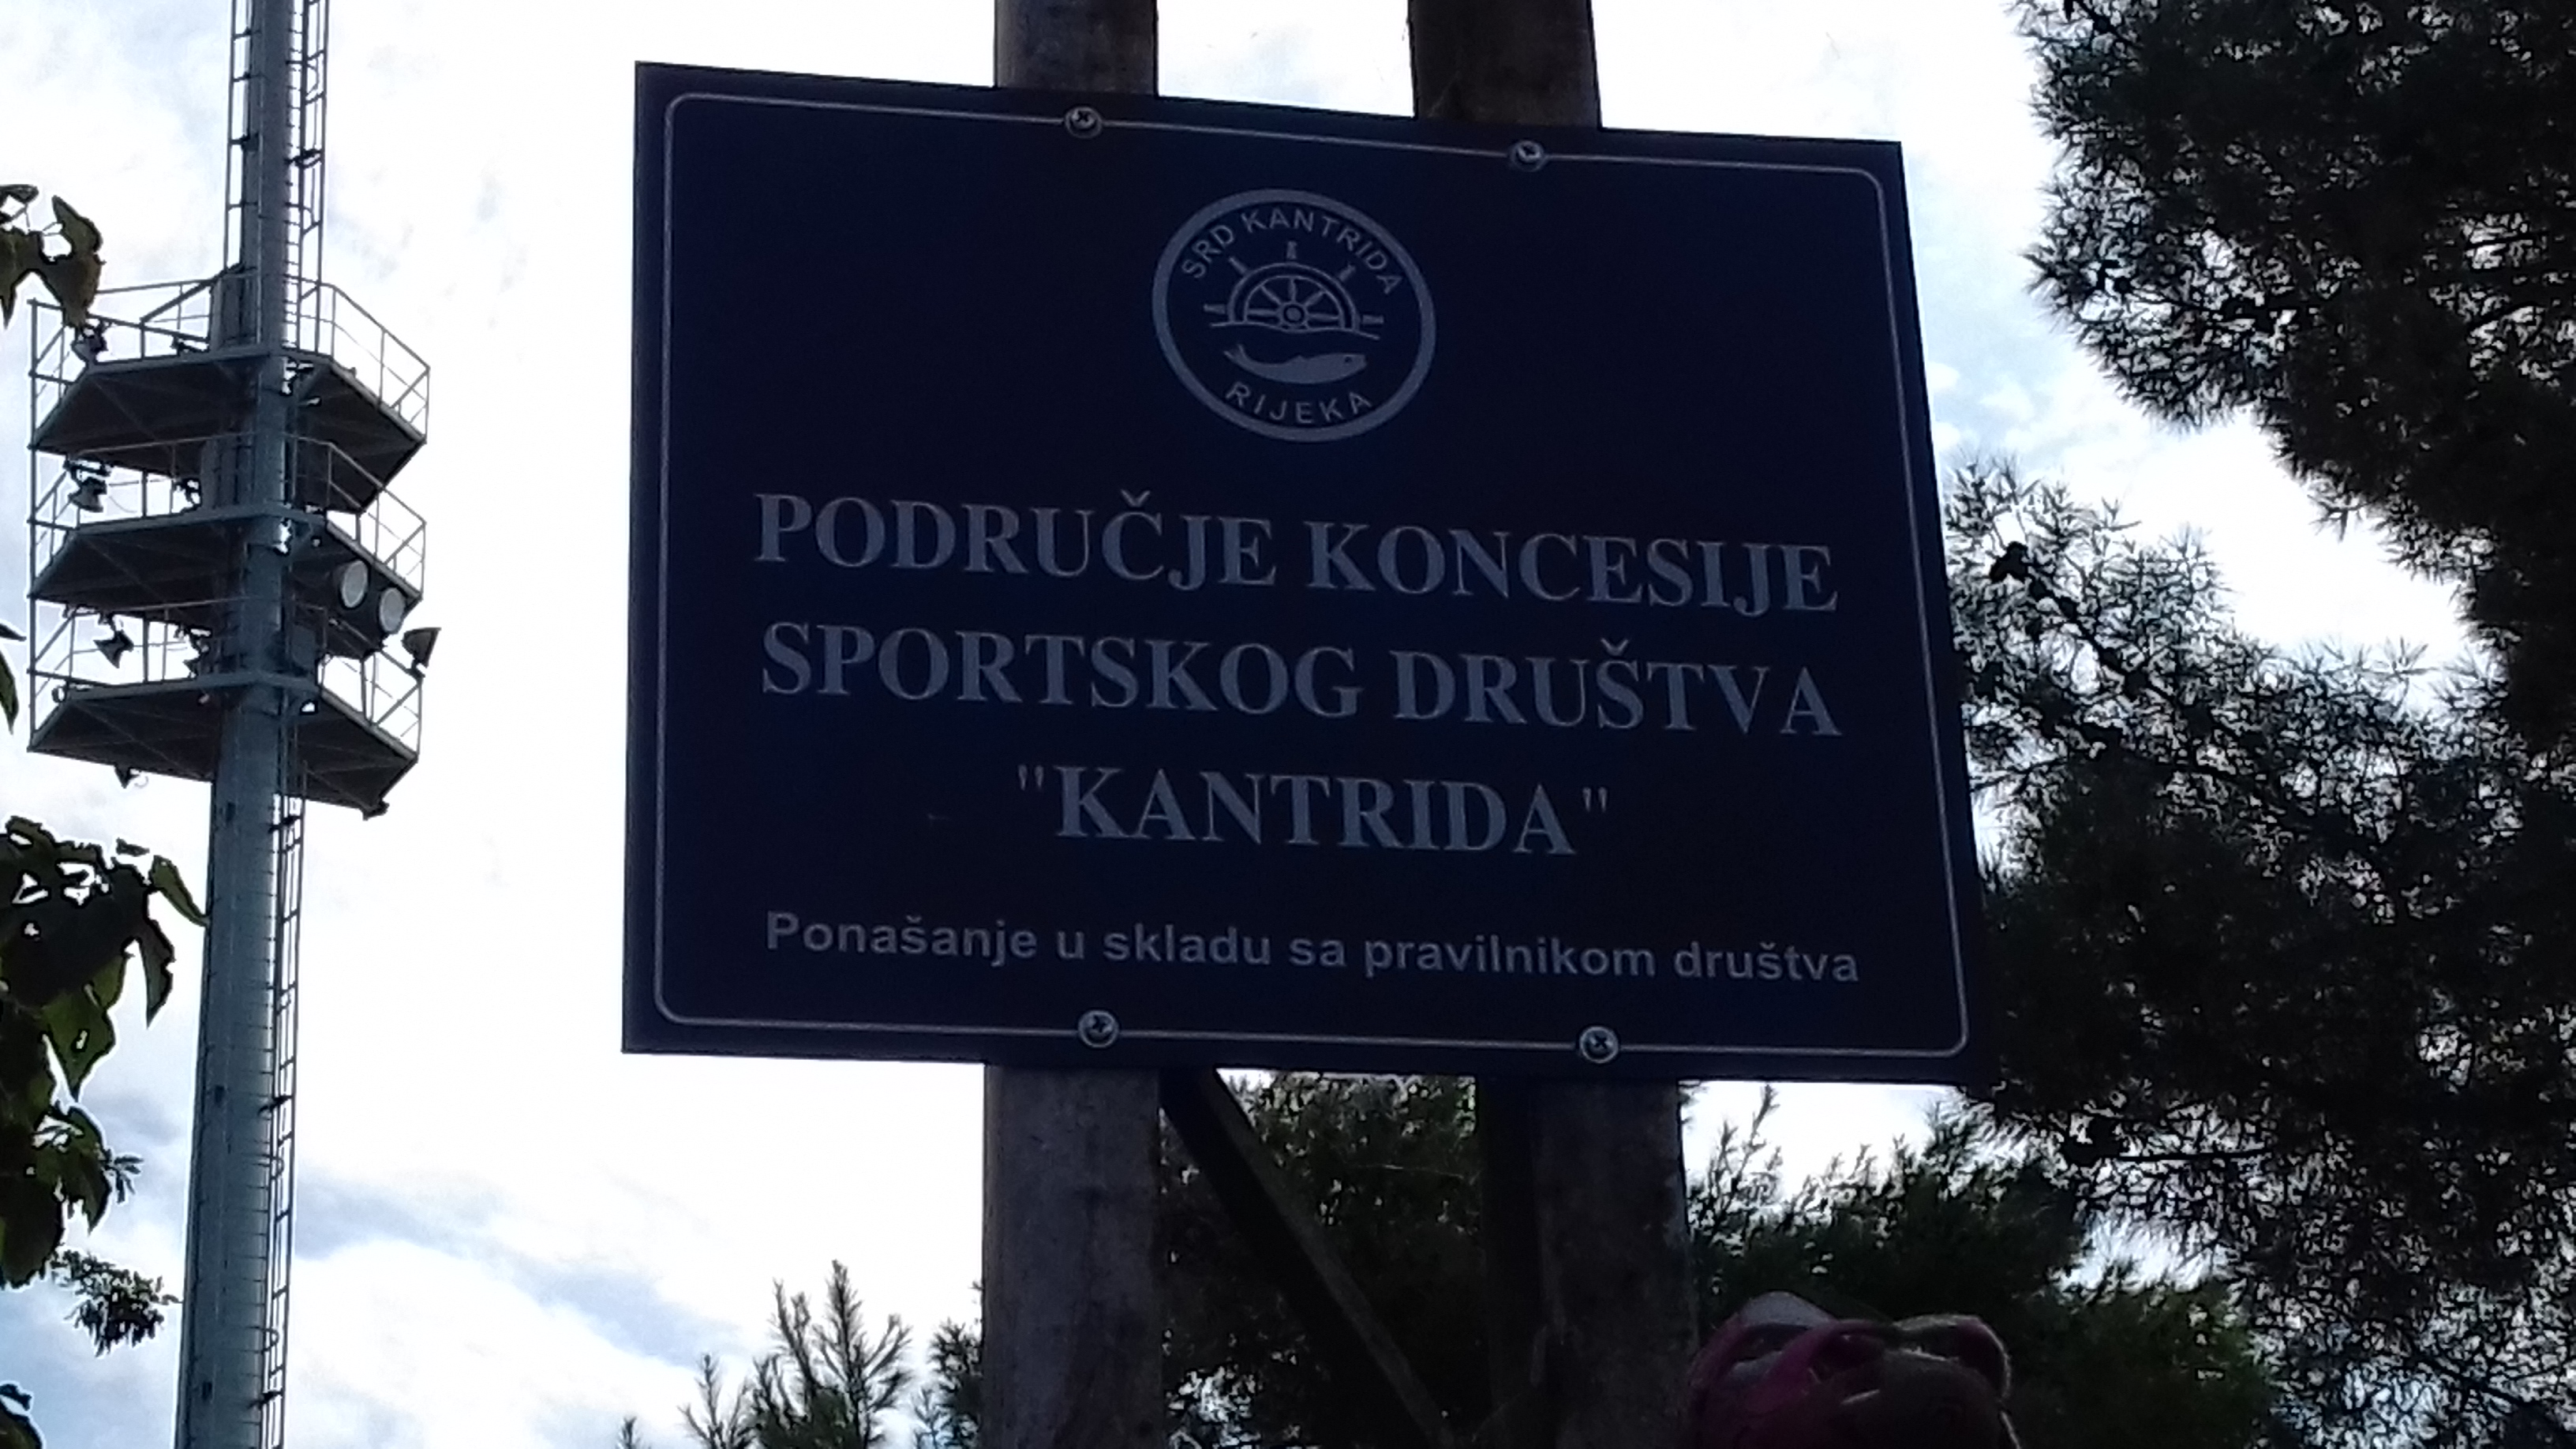 SRD KANTRIDA
RIJEKA
PODRUČJE KONCESIJE
SPORTSKOG DRUŠTVA
"KANTRIDA"
Ponašanje u skladu sa pravilnikom društva